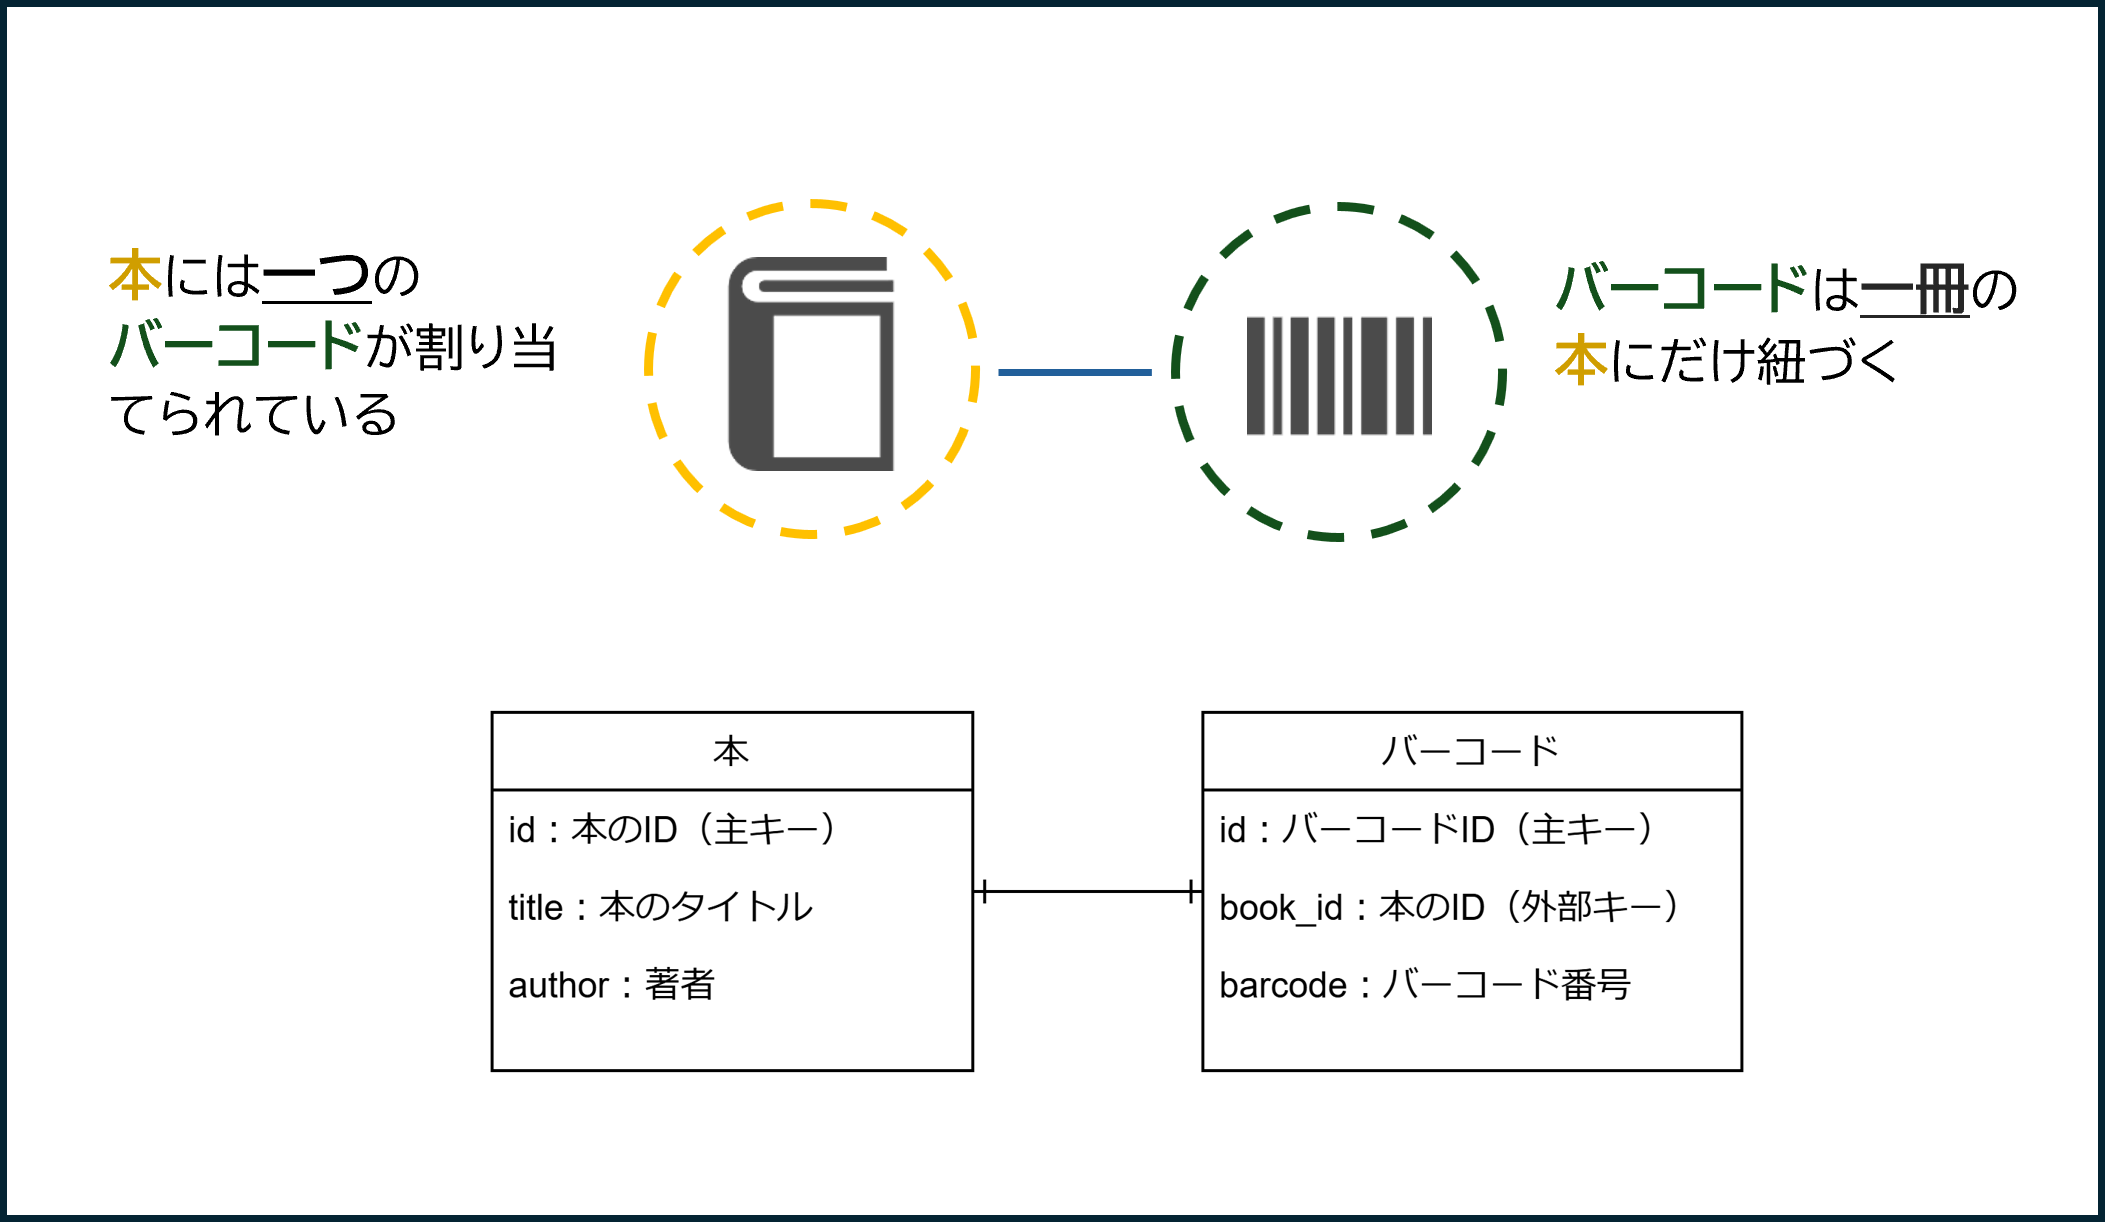 本には一つの
バーコードが割り当
てられている
バーコードは一冊の
本にだけ紐づく
本
id：本のID（主キー）
title：本のタイトル
author：著者
バーコード
id：バーコードID（主キー）
book_id：本のID（外部キー）
barcode：バーコード番号